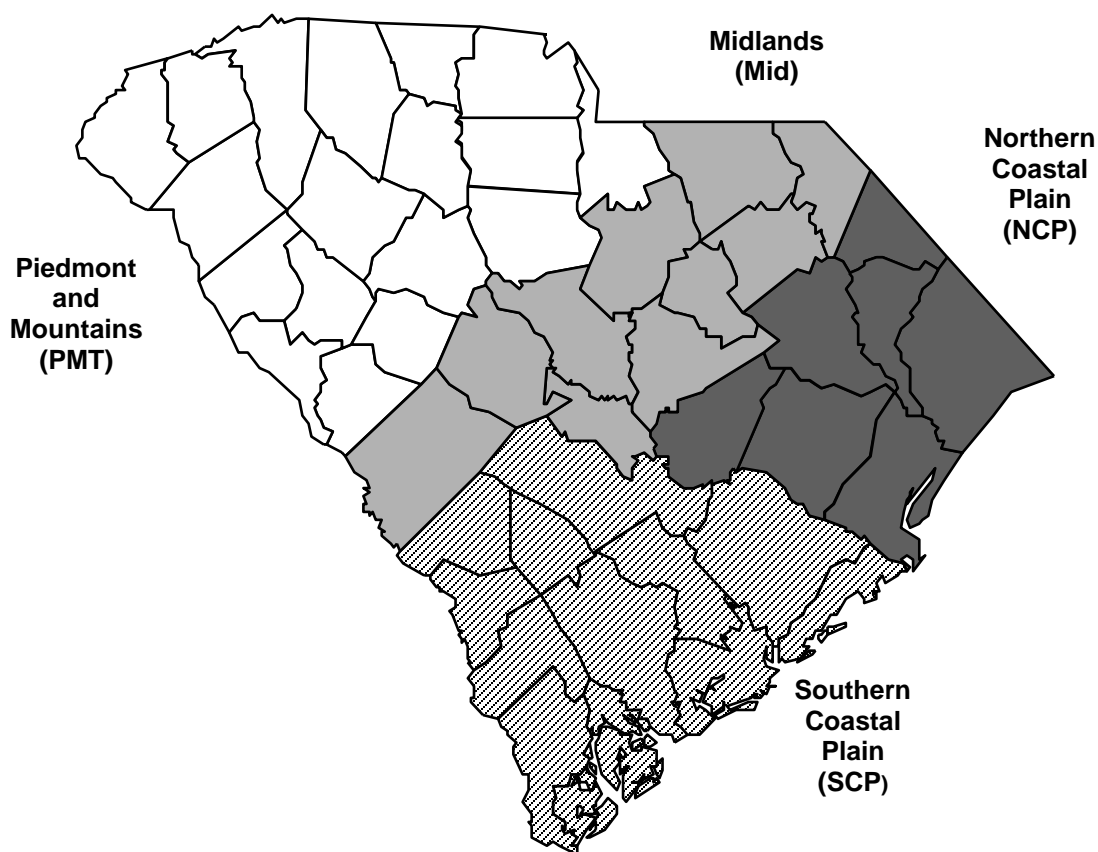 Midlands
(Mid)
Northern
Coastal
Plain
(NCP)
Piedmont
and
Mountains
(PMT)
Southern
Coastal
Plain
(SCP)